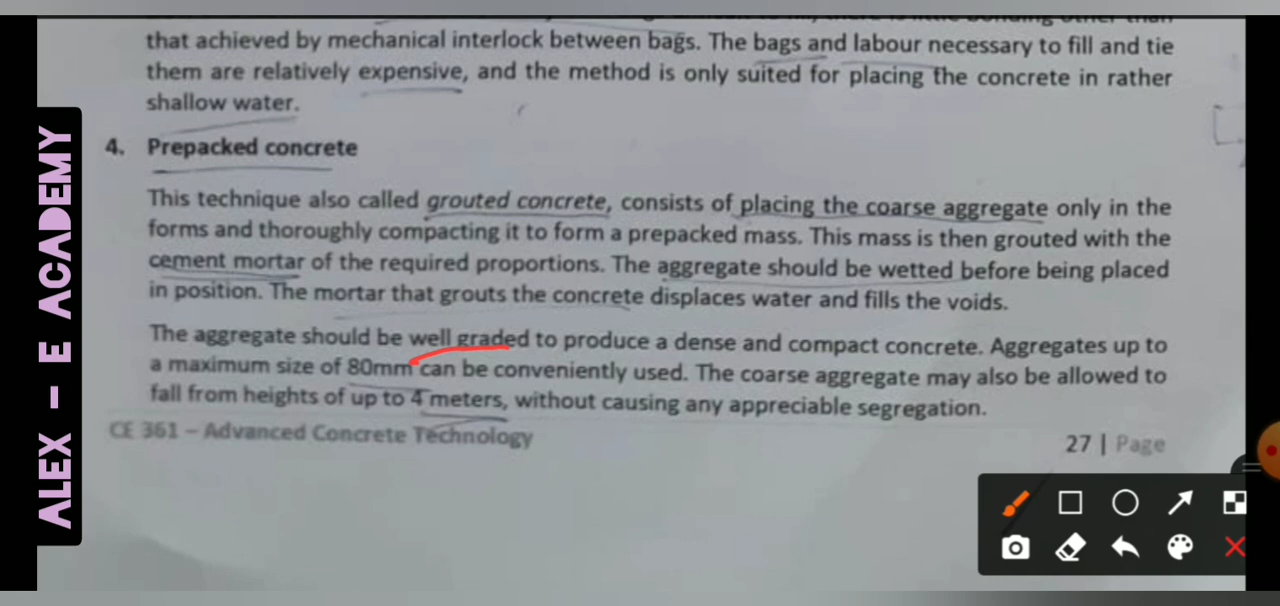 that achieved by mechanical interlock between bags. The bags and labour necessary to fill and tie
them are relatively expensive, and the method is only suited for placing the concrete in rather
shallow water.
4. Prepacked concrete
This technique also called grouted concrete, consists of placing the coarse aggregate only in the
forms and thoroughly compacting it to form a prepacked mass. This mass is then grouted with the
cement mortar of the required proportions. The aggregate should be wetted before being placed
in position. The mortar that grouts the concrete displaces water and fills the voids.
The aggregate should be well graded to produce a dense and compact concrete. Aggregates up to
a maximum size of 80mm can be conveniently used. The coarse aggregate may also be allowed to
fall from heights of up to 4 meters, without causing any appreciable segregation.
CE 361 – Advanced Concrete Technology
27 | Page
ALEX – E ACADEMY